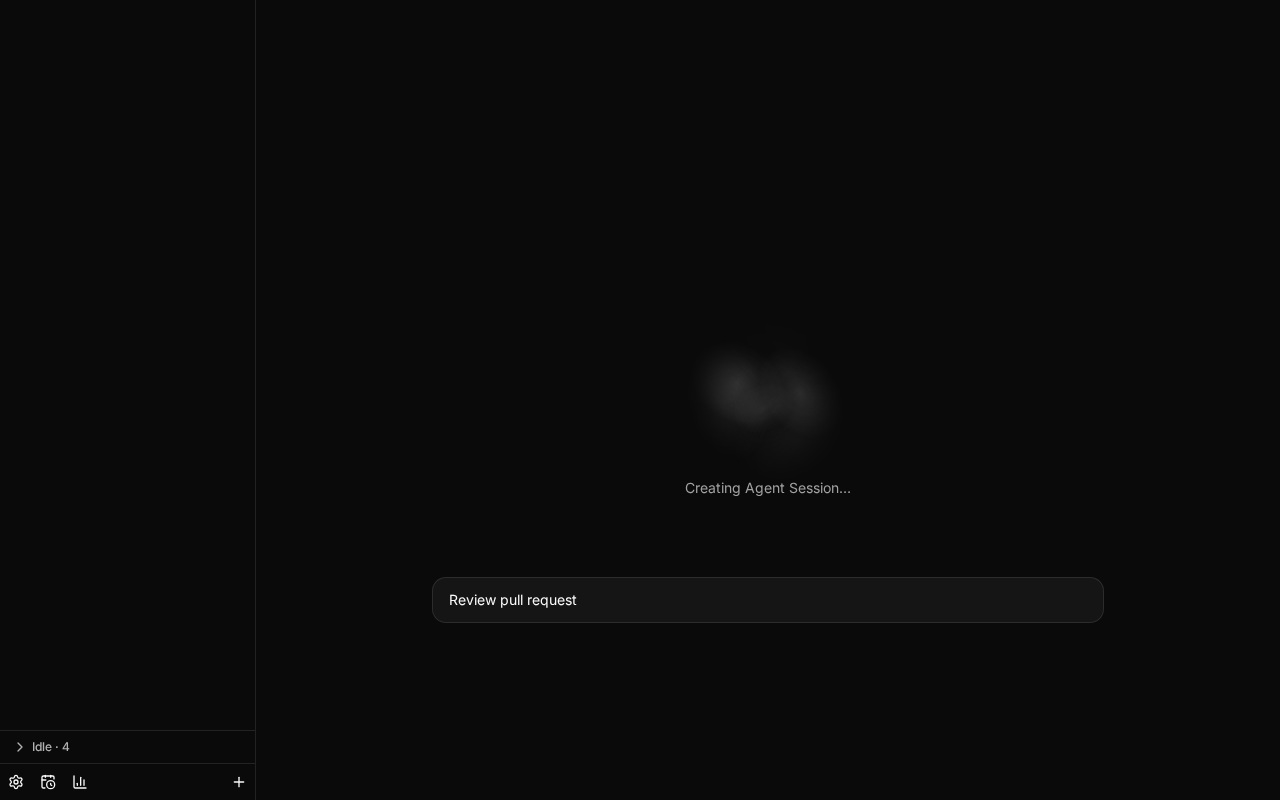 Creating Agent Session...
Review pull request
Idle · 4